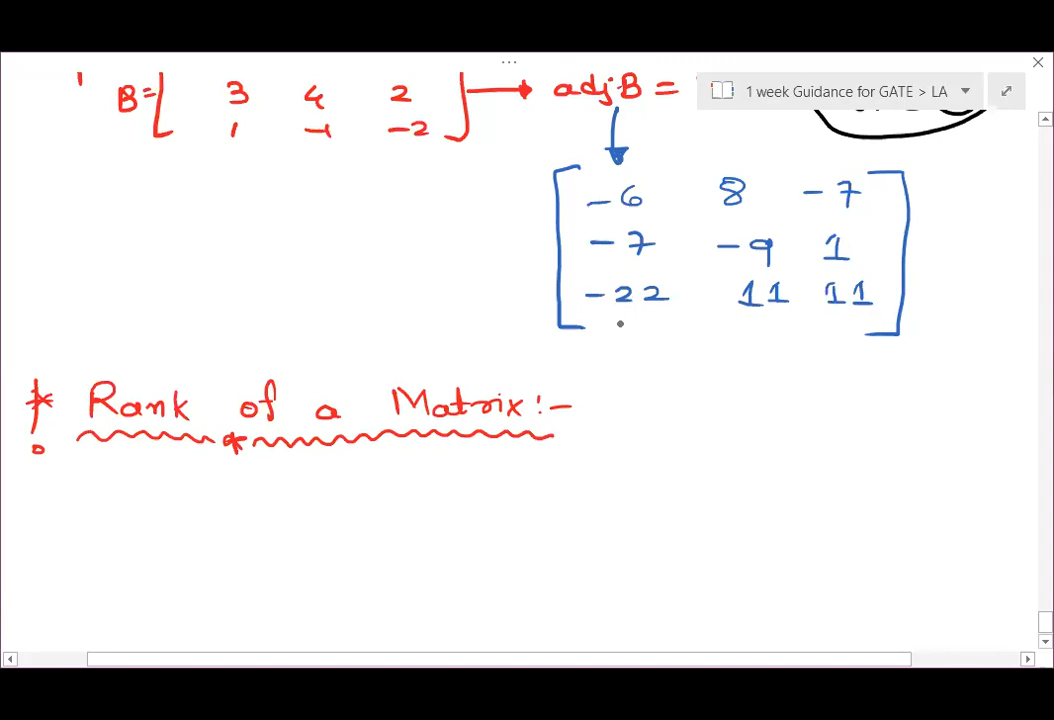 B= [ 3 4 2 → adj·B =
1 -1 -2 ]
1 week Guidance for GATE > LA
[ -6 8 -7
-7 -9 1
-22 11 11 ]
* Rank of a Matrix:-